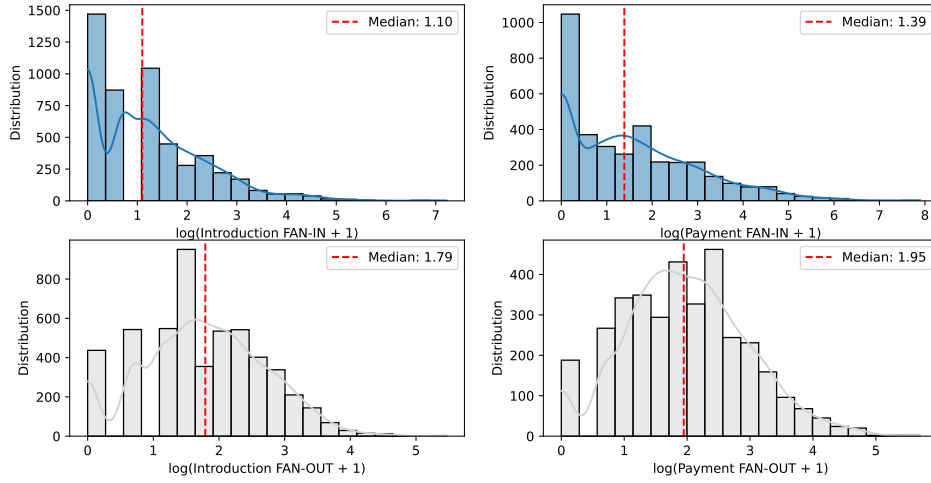 Median: 1.10
Distribution
0
250
500
750
1000
1250
1500
0 1 2 3 4 5 6 7
log(Introduction FAN-IN + 1)
Median: 1.39
Distribution
0
200
400
600
800
1000
0 1 2 3 4 5 6 7 8
log(Payment FAN-IN + 1)
Median: 1.79
Distribution
0
200
400
600
800
0 1 2 3 4 5
log(Introduction FAN-OUT + 1)
Median: 1.95
Distribution
0
100
200
300
400
0 1 2 3 4 5
log(Payment FAN-OUT + 1)